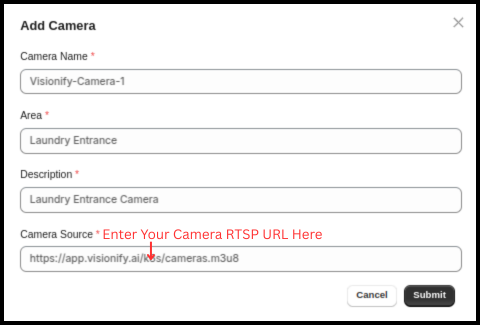 Add Camera
Camera Name *
Visionify-Camera-1
Area *
Laundry Entrance
Description *
Laundry Entrance Camera
Camera Source * Enter Your Camera RTSP URL Here
https://app.visionify.ai/k8s/cameras.m3u8
Cancel Submit